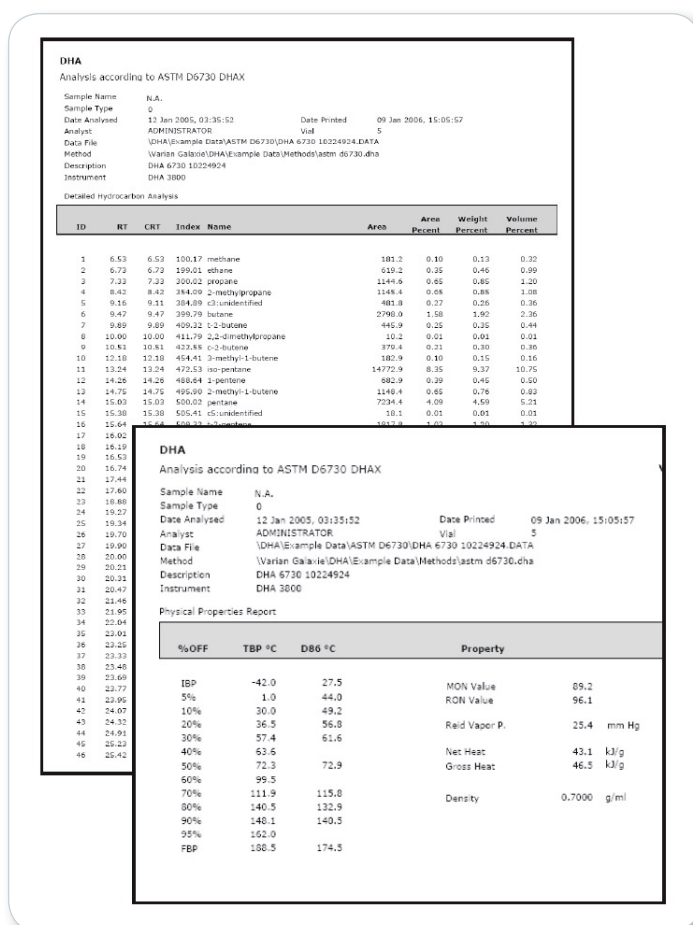 DHA
Analysis according to ASTM D6730 DHAX
Sample Name N.A.
Sample Type 0
Date Analysed 12 Jan 2005, 03:35:52 Date Printed 09 Jan 2006, 15:05:57
Analyst ADMINISTRATOR Vial 5
Data File \DHA\Example Data\ASTM D6730\DHA 6730 10224924.DATA
Method \Varian Galaxie\DHA\Example Data\Methods\astm d6730.dha
Description DHA 6730 10224924
Instrument DHA 3800
Detailed Hydrocarbon Analysis
ID RT CRT Index Name Area Area Pecent Weight Percent Volume Percent
1 6.53 6.53 100.17 methane 181.2 0.10 0.13 0.32
2 6.73 6.73 199.01 ethane 619.2 0.35 0.46 0.99
3 7.33 7.33 300.02 propane 1144.6 0.65 0.85 1.20
4 8.42 8.42 354.09 2-methylpropane 1145.4 0.65 0.85 1.08
5 9.16 9.11 384.89 c3:unidentified 481.8 0.27 0.26 0.36
6 9.47 9.47 399.79 butane 2798.0 1.58 1.92 2.36
7 9.89 9.89 409.32 t-2-butene 445.9 0.25 0.35 0.44
8 10.00 10.00 411.79 2,2-dimethylpropane 10.2 0.01 0.01 0.01
9 10.51 10.51 422.55 c-2-butene 379.4 0.21 0.30 0.36
10 12.18 12.18 454.41 3-methyl-1-butene 182.9 0.10 0.15 0.16
11 13.24 13.24 472.53 iso-pentane 14772.9 8.35 9.37 10.75
12 14.26 14.26 488.64 1-pentene 682.9 0.39 0.45 0.50
13 14.75 14.75 495.90 2-methyl-1-butene 1148.4 0.65 0.76 0.83
14 15.03 15.03 500.02 pentane 7234.4 4.09 4.59 5.21
15 15.38 15.38 505.41 c5:unidentified 18.1 0.01 0.01 0.01
16 15.64 15.64 509.33 t-2-pentene 1817.8 1.03 1.20 1.32
17 16.02
18 16.19
19 16.53
20 16.74
21 17.44
22 17.60
23 18.88
24 19.27
25 19.34
26 19.70
27 19.90
28 20.00
29 20.21
30 20.31
31 20.47
32 21.46
33 21.95
34 22.04
35 23.01
36 23.25
37 23.33
38 23.48
39 23.69
40 23.77
41 23.95
42 24.07
43 24.32
44 24.91
45 25.23
46 25.42
DHA
Analysis according to ASTM D6730 DHAX
Sample Name N.A.
Sample Type 0
Date Analysed 12 Jan 2005, 03:35:52 Date Printed 09 Jan 2006, 15:05:57
Analyst ADMINISTRATOR Vial 5
Data File \DHA\Example Data\ASTM D6730\DHA 6730 10224924.DATA
Method \Varian Galaxie\DHA\Example Data\Methods\astm d6730.dha
Description DHA 6730 10224924
Instrument DHA 3800
Physical Properties Report
%OFF TBP °C D86 °C Property
IBP -42.0 27.5 MON Value 89.2
5% 1.0 44.0 RON Value 96.1
10% 30.0 49.2
20% 36.5 56.8 Reid Vapor P. 25.4 mm Hg
30% 57.4 61.6
40% 63.6 Net Heat 43.1 kJ/g
50% 72.3 72.9 Gross Heat 46.5 kJ/g
60% 99.5
70% 111.9 115.8 Density 0.7000 g/ml
80% 140.5 132.9
90% 148.1 140.5
95% 162.0
FBP 188.5 174.5